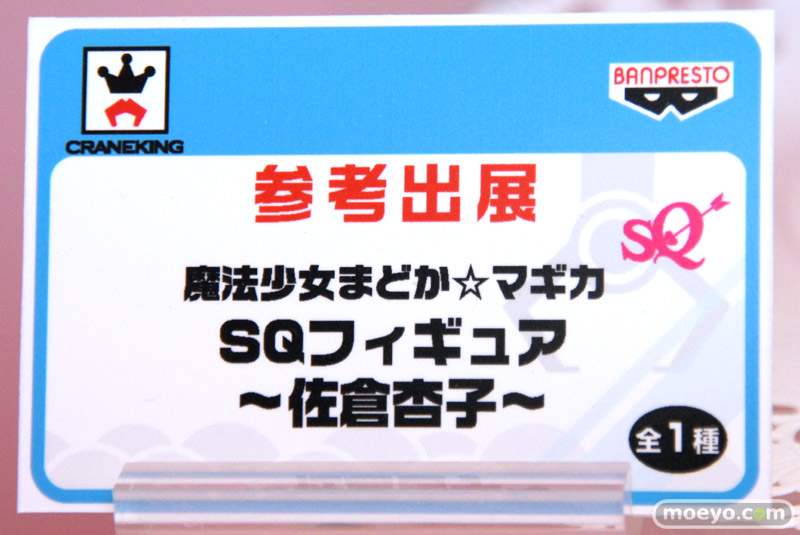 CRANEKING
BANPRESTO
参考出展
SQ
魔法少女まどか☆マギカ
SQフィギュア
～佐倉杏子～
全1種
moeyo.com